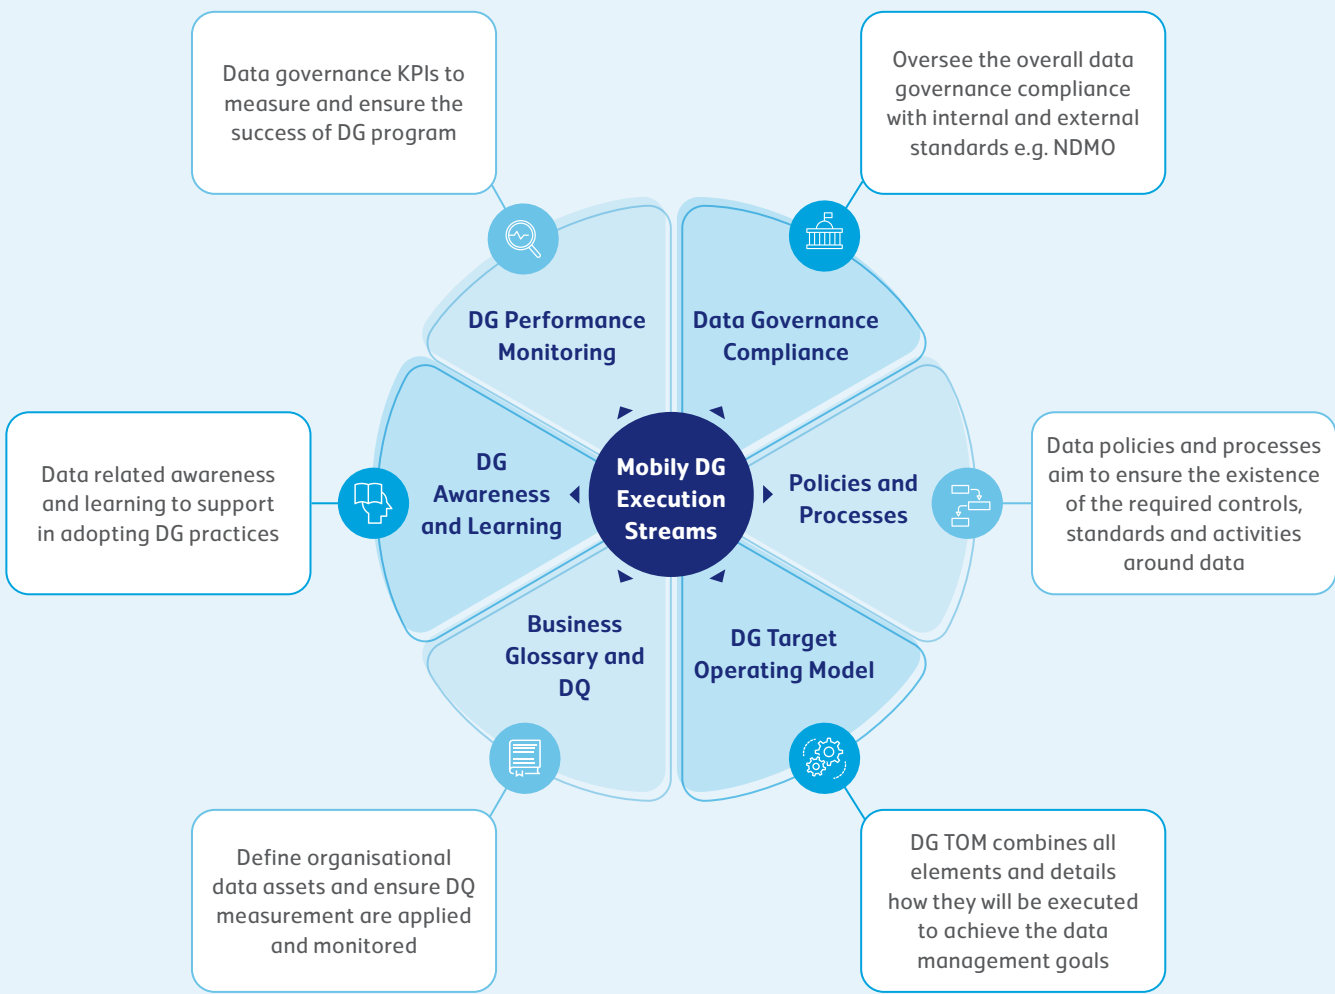 Data governance KPIs to
measure and ensure the
success of DG program
Oversee the overall data
governance compliance
with internal and external
standards e.g. NDMO
DG Performance
Monitoring
Data Governance
Compliance
Data related awareness
and learning to support
in adopting DG practices
DG
Awareness
and Learning
Mobily DG
Execution
Streams
Policies and
Processes
Data policies and processes
aim to ensure the existence
of the required controls,
standards and activities
around data
Business
Glossary and
DQ
DG Target
Operating Model
Define organisational
data assets and ensure DQ
measurement are applied
and monitored
DG TOM combines all
elements and details
how they will be executed
to achieve the data
management goals